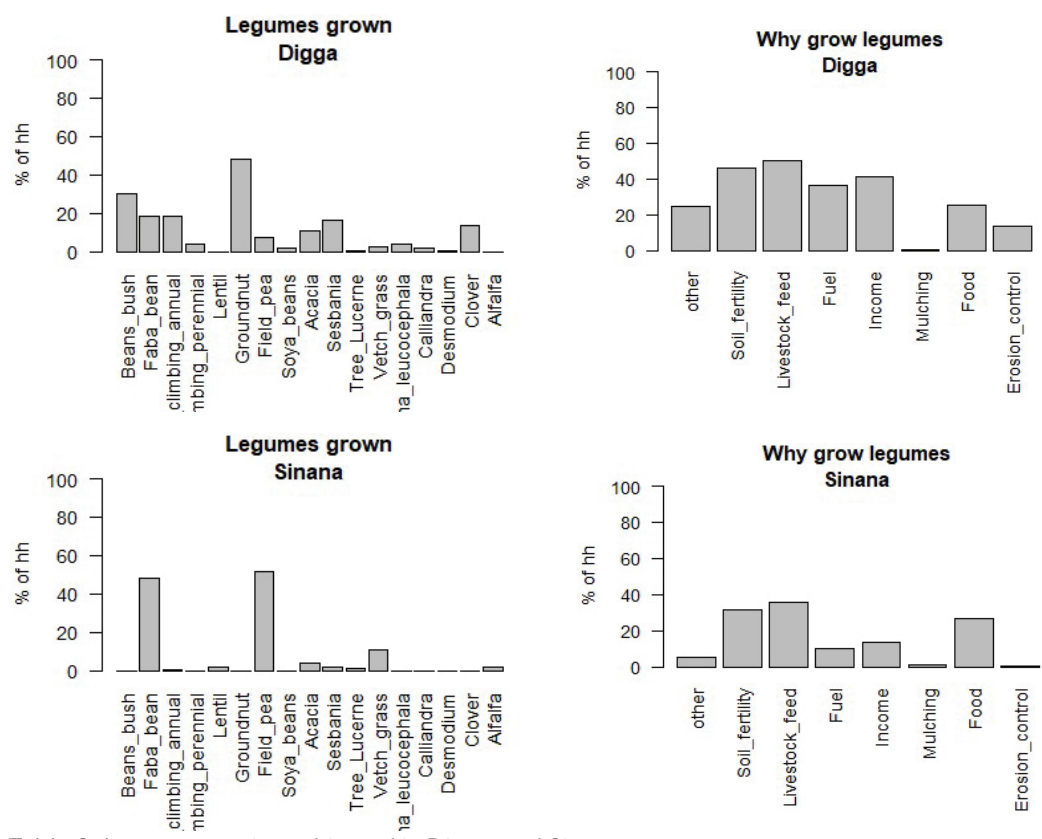 Legumes grown
Digga
% of hh
100
80
60
40
20
0
Beans_bush
Faba_bean
climbing_annual
mbing_perennial
Lentil
Groundnut
Field_pea
Soya_beans
Acacia
Sesbania
Tree_Lucerne
Vetch_grass
na_leucocephala
Calliandra
Desmodium
Clover
Alfalfa
Why grow legumes
Digga
% of hh
100
80
60
40
20
0
other
Soil_fertility
Livestock_feed
Fuel
Income
Mulching
Food
Erosion_control
Legumes grown
Sinana
% of hh
100
80
60
40
20
0
Beans_bush
Faba_bean
climbing_annual
mbing_perennial
Lentil
Groundnut
Field_pea
Soya_beans
Acacia
Sesbania
Tree_Lucerne
Vetch_grass
na_leucocephala
Calliandra
Desmodium
Clover
Alfalfa
Why grow legumes
Sinana
% of hh
100
80
60
40
20
0
other
Soil_fertility
Livestock_feed
Fuel
Income
Mulching
Food
Erosion_control